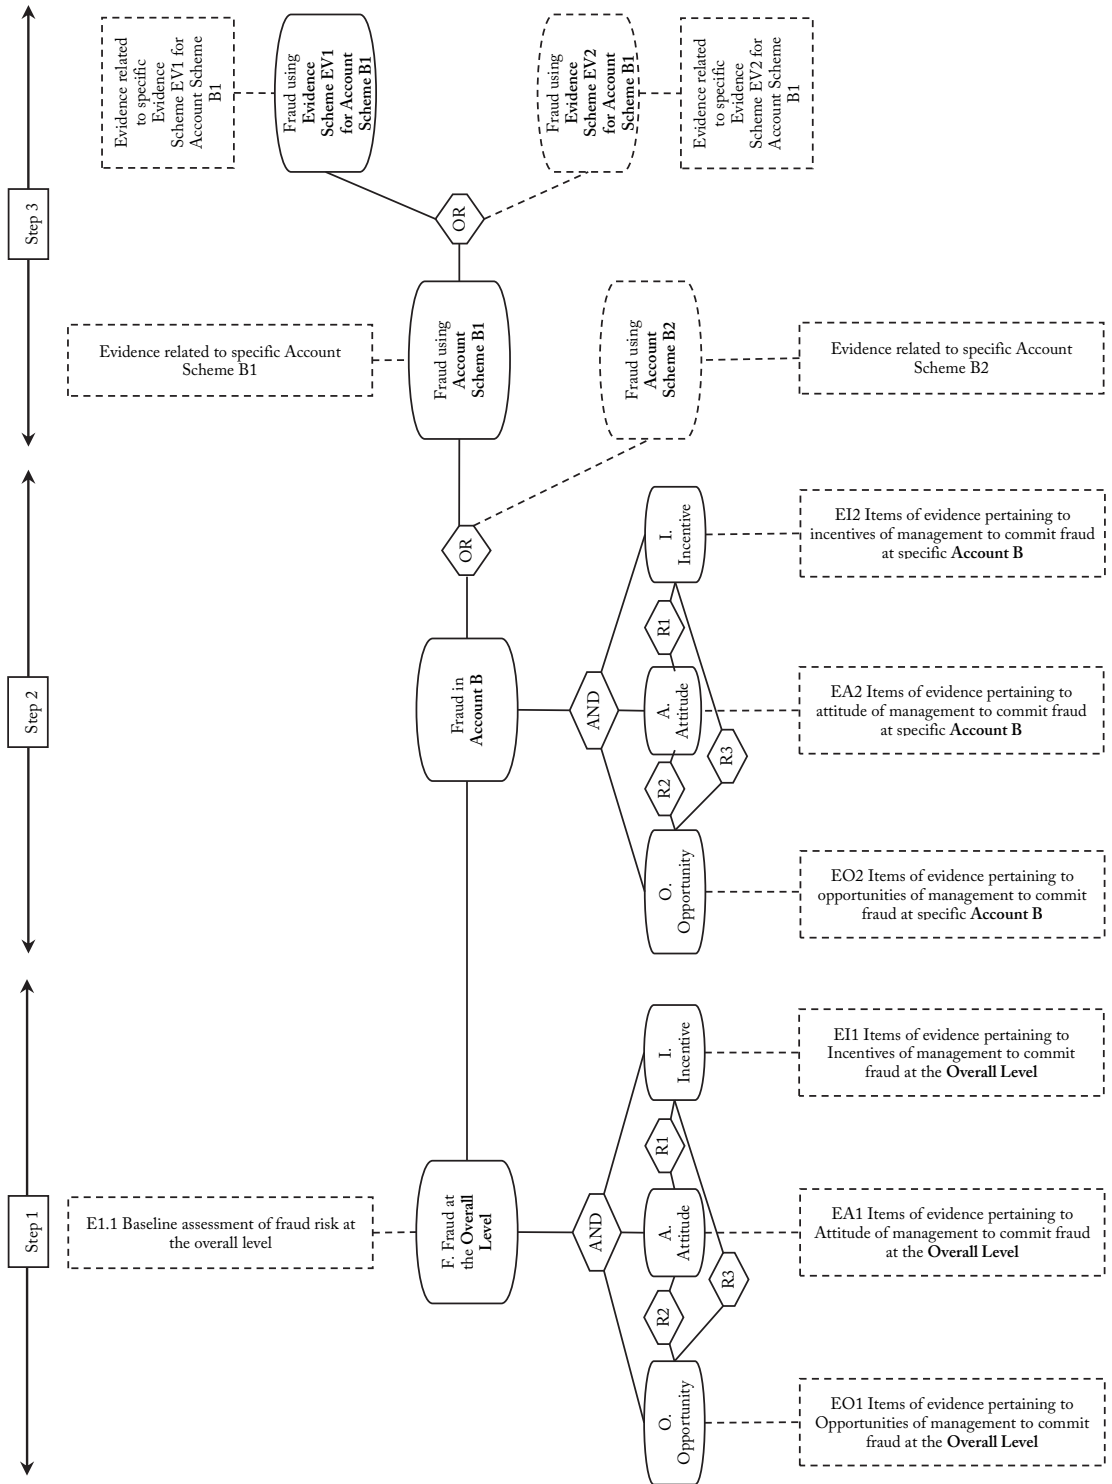 Step 1
Step 2
Step 3
E1.1 Baseline assessment of fraud risk at
the overall level
F. Fraud at
the Overall
Level
AND
O.
Opportunity
R2
A.
Attitude
R1
I.
Incentive
R3
EO1 Items of evidence pertaining to
Opportunities of management to commit
fraud at the Overall Level
EA1 Items of evidence pertaining to
Attitude of management to commit fraud
at the Overall Level
EI1 Items of evidence pertaining to
Incentives of management to commit
fraud at the Overall Level
Fraud in
Account B
AND
O.
Opportunity
R2
A.
Attitude
R1
I.
Incentive
R3
EO2 Items of evidence pertaining to
opportunities of management to commit
fraud at specific Account B
EA2 Items of evidence pertaining to
attitude of management to commit fraud
at specific Account B
EI2 Items of evidence pertaining to
incentives of management to commit fraud
at specific Account B
OR
Evidence related to specific Account
Scheme B1
Fraud using
Account
Scheme B1
Fraud using
Account
Scheme B2
Evidence related to specific Account
Scheme B2
OR
Evidence related
to specific
Evidence
Scheme EV1 for
Account Scheme
B1
Fraud using
Evidence
Scheme EV1
for Account
Scheme B1
Fraud using
Evidence
Scheme EV2
for Account
Scheme B1
Evidence related
to specific
Evidence
Scheme EV2 for
Account Scheme
B1